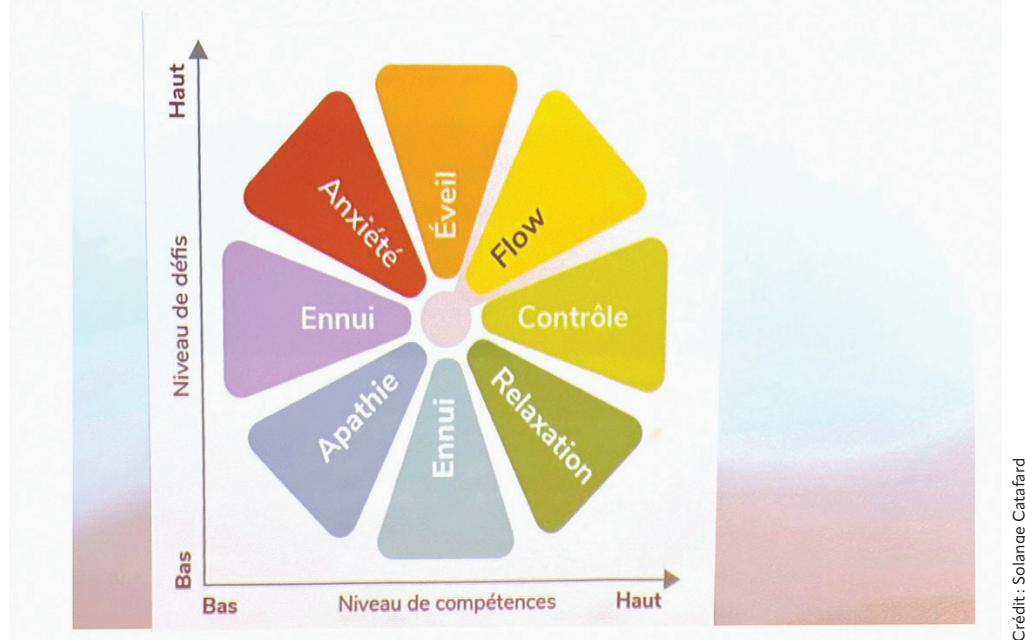 Haut
Niveau de défis
Bas
Anxiété
Éveil
Flow
Ennui
Contrôle
Apathie
Ennui
Relaxation
Bas
Niveau de compétences
Haut
Crédit : Solange Catafard